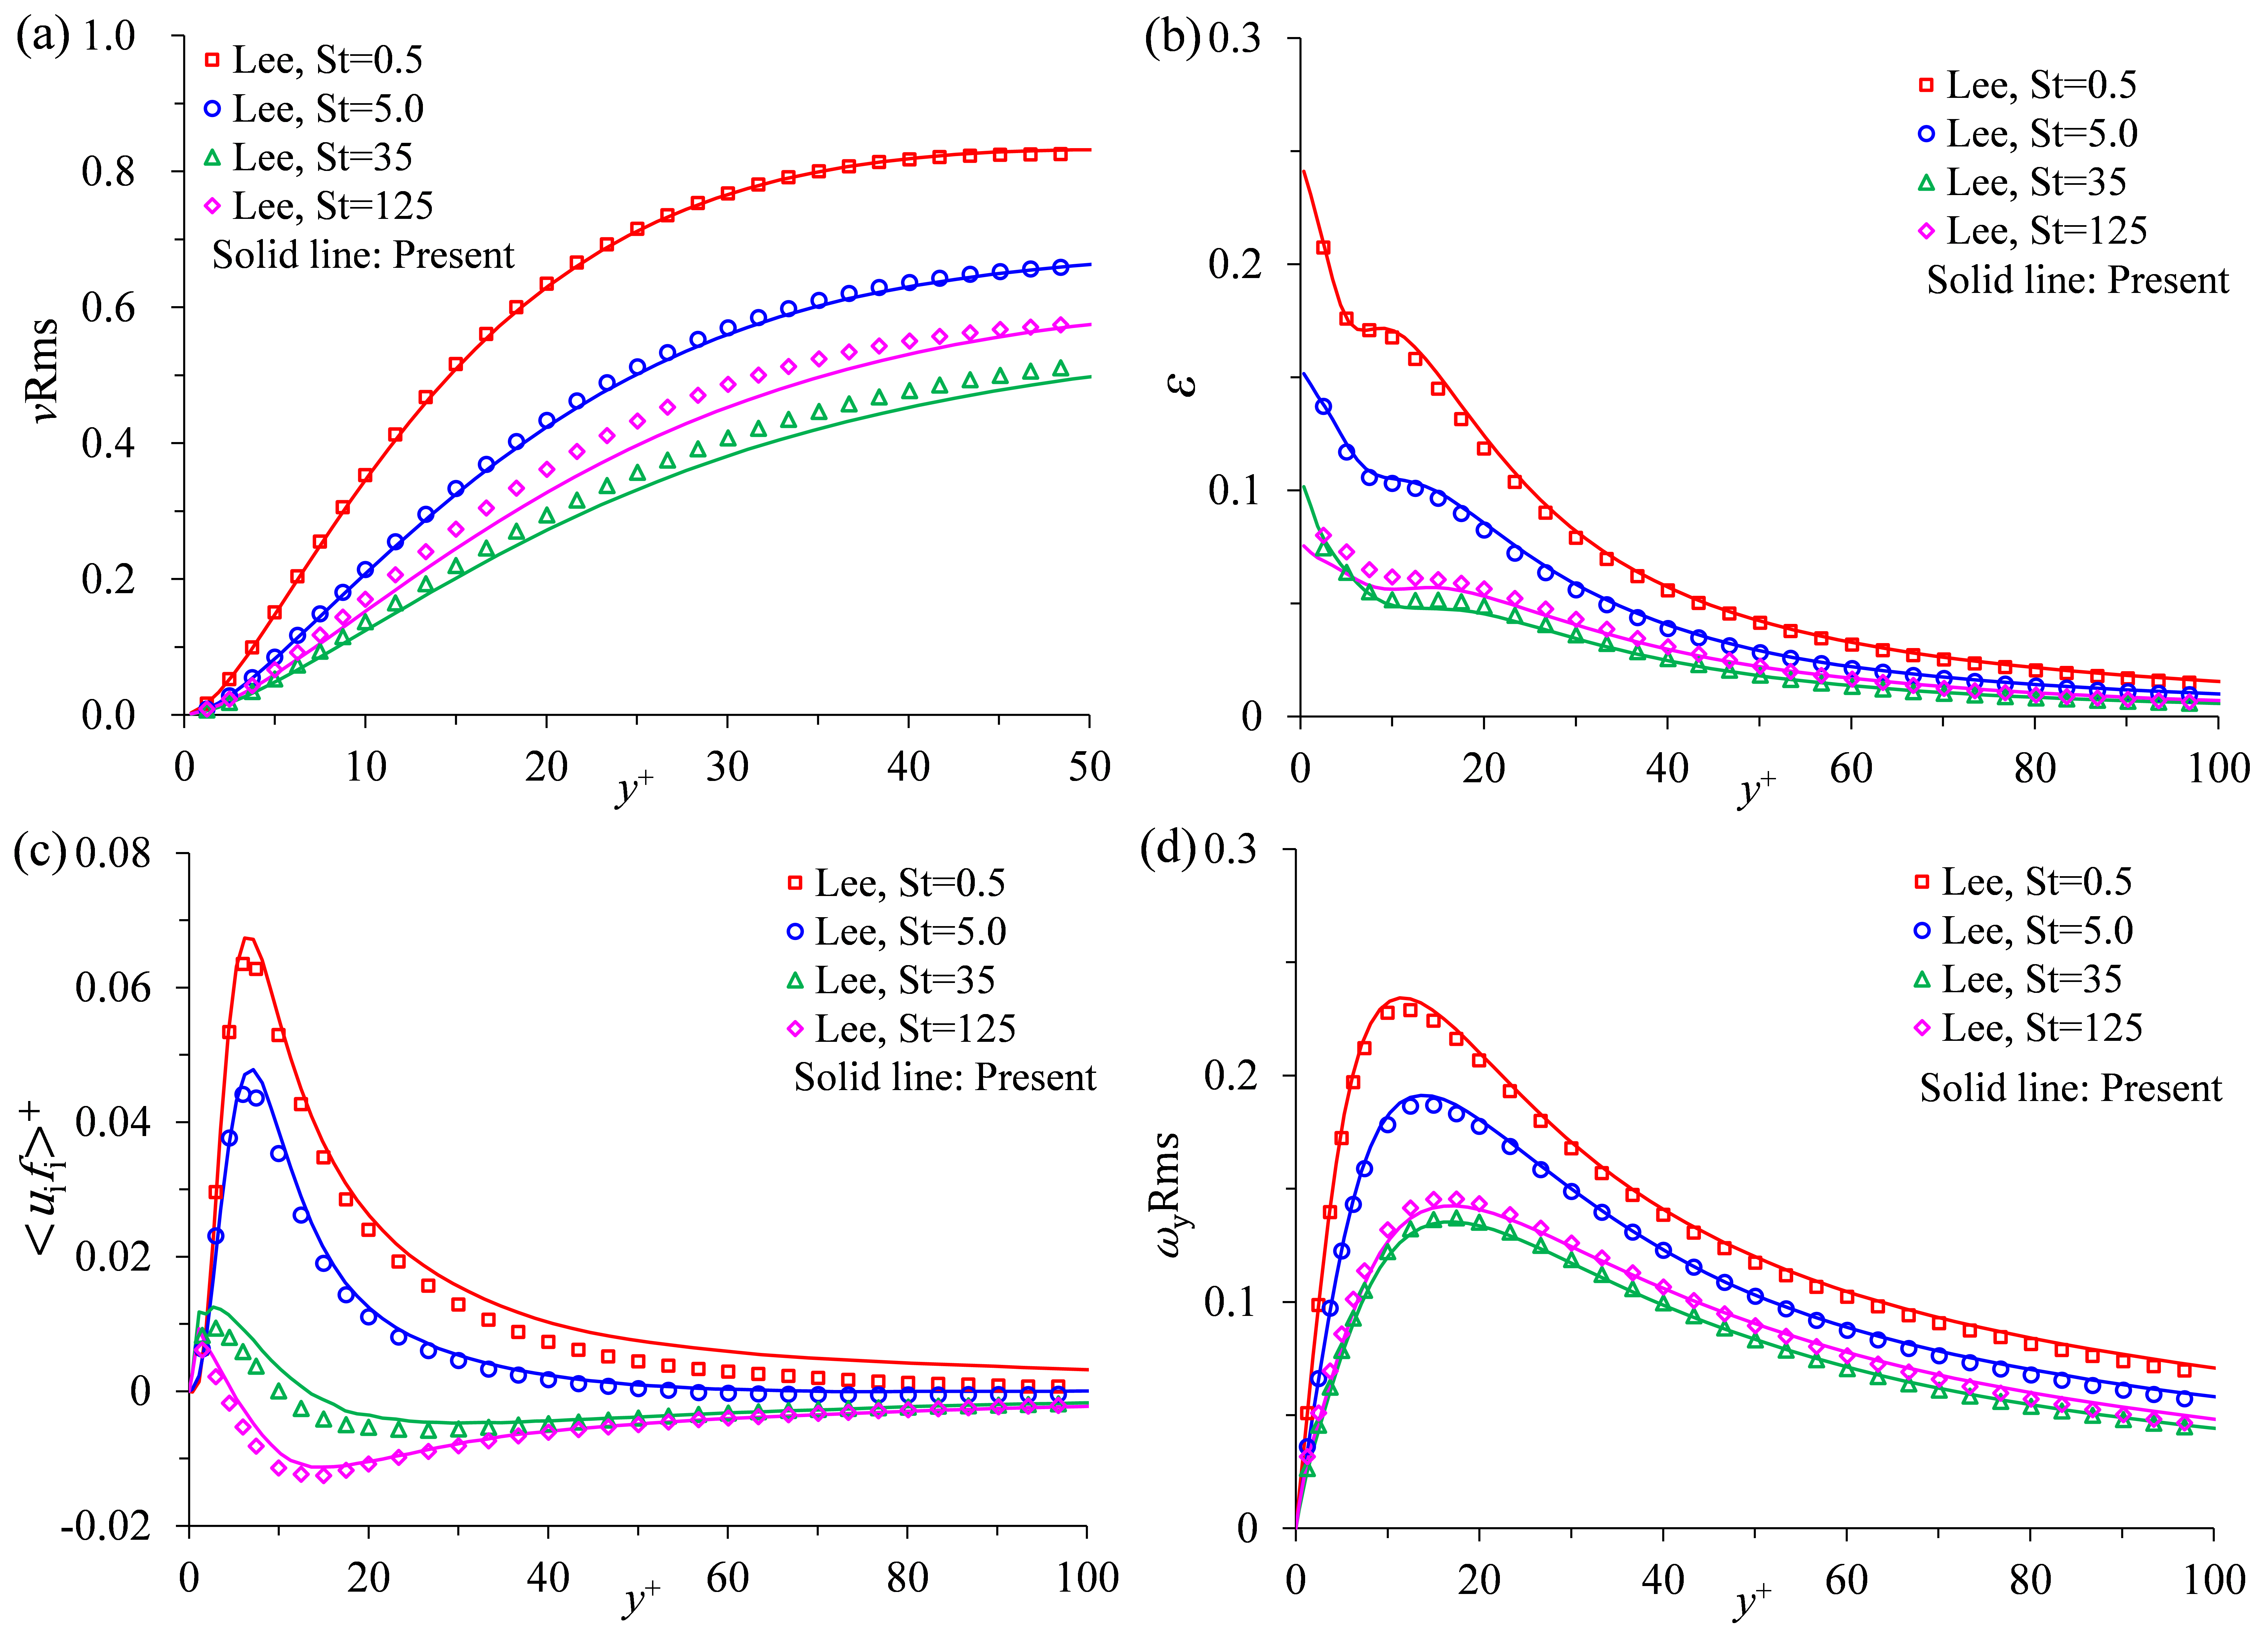 (a)
1.0
0.8
0.6
0.4
0.2
0.0
vRms
Lee, St=0.5
Lee, St=5.0
Lee, St=35
Lee, St=125
Solid line: Present
0 10 20 30 40 50
y+
(b)
0.3
0.2
0.1
0
ε
Lee, St=0.5
Lee, St=5.0
Lee, St=35
Lee, St=125
Solid line: Present
0 20 40 60 80 100
y+
(c)
0.08
0.06
0.04
0.02
0
-0.02
<uifi>+
Lee, St=0.5
Lee, St=5.0
Lee, St=35
Lee, St=125
Solid line: Present
0 20 40 60 80 100
y+
(d)
0.3
0.2
0.1
0
ωyRms
Lee, St=0.5
Lee, St=5.0
Lee, St=35
Lee, St=125
Solid line: Present
0 20 40 60 80 100
y+